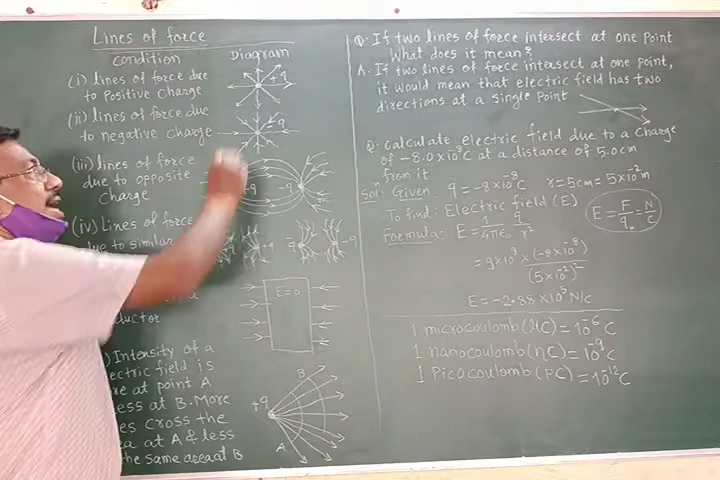 Lines of force
Condition Diagram
(i) lines of force due
to positive charge
+q
(ii) lines of force due
to negative charge
-q
(iii) lines of force
due to opposite
charge
-q -q
(iv) Lines of force
due to similar
+q -q -q
E=0
ductor
) Intensity of a
ectric field is
re at point A
less at B. More
es cross the
a at A & less
the same area at B
B
+q
A
Q. If two lines of force intersect at one point
What does it mean?
A. If two lines of force intersect at one point,
it would mean that electric field has two
directions at a single point
Q. Calculate electric field due to a charge
of -8.0×10⁻⁸C at a distance of 5.0cm
from it
Solⁿ Given q = -8×10⁻⁸C r=5cm = 5×10⁻²m
To find: Electric field (E)
E = F/q₀ = N/C
Formula: E = 1/4πϵ₀ q/r²
= 9×10⁹ × (-8×10⁻⁸)/(5×10⁻²)²
E = -2.88×10⁵ N/C
1 microcoulomb (μC) = 10⁻⁶ C
1 nanocoulomb (nC) = 10⁻⁹ C
1 Picocoulomb (PC) = 10⁻¹² C